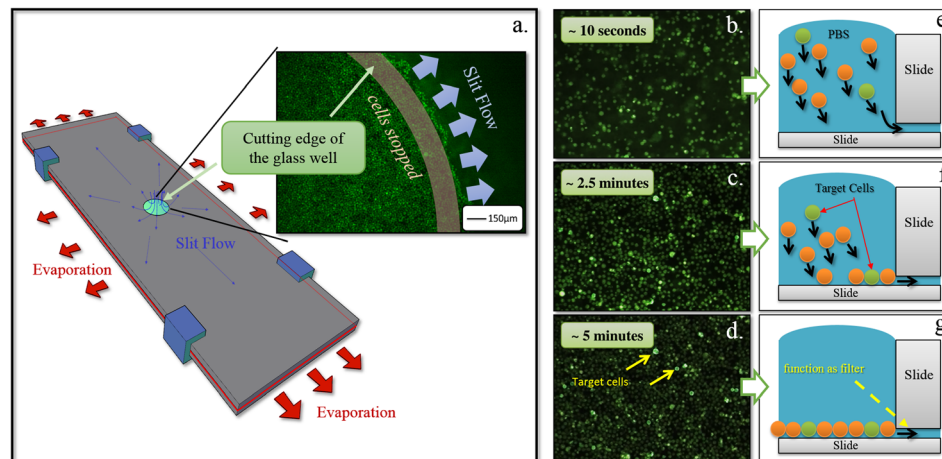 a.
Slit Flow
cells stopped
Cutting edge of
the glass well
150μm
Slit Flow
Evaporation
Evaporation
~ 10 seconds
b.
~ 2.5 minutes
c.
~ 5 minutes
d.
Target cells
e
PBS
Slide
Slide
f
Target Cells
Slide
Slide
g
function as filter
Slide
Slide